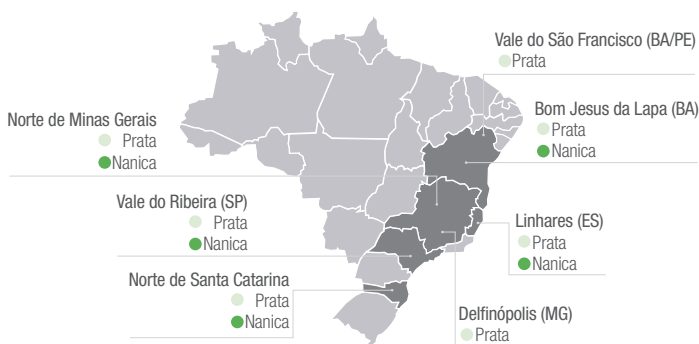 Vale do São Francisco (BA/PE)
Prata
Bom Jesus da Lapa (BA)
Prata
Nanica
Norte de Minas Gerais
Prata
Nanica
Vale do Ribeira (SP)
Prata
Nanica
Linhares (ES)
Prata
Nanica
Norte de Santa Catarina
Prata
Nanica
Delfinópolis (MG)
Prata